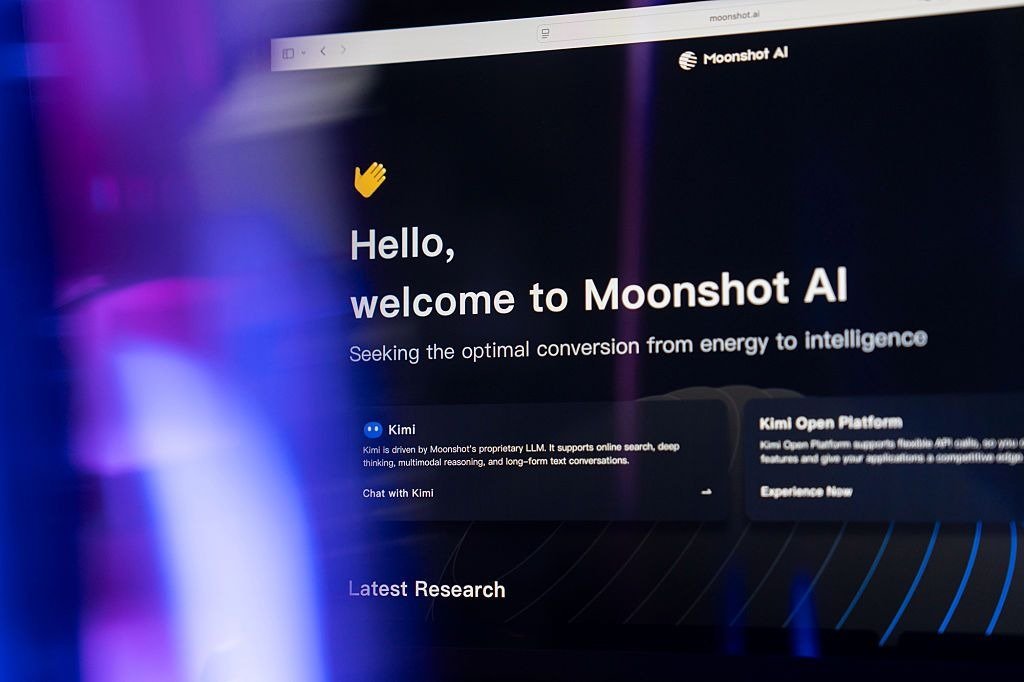 moonshot.ai
Moonshot AI
Hello,
welcome to Moonshot AI
Seeking the optimal conversion from energy to intelligence
Kimi
Kimi is driven by Moonshot's proprietary LLM. It supports online search, deep
thinking, multimodal reasoning, and long-form text conversations.
Chat with Kimi
Kimi Open Platform
Kimi Open Platform supports flexible API calls, so you
features and give your applications a competitive edge
Experience Now
Latest Research